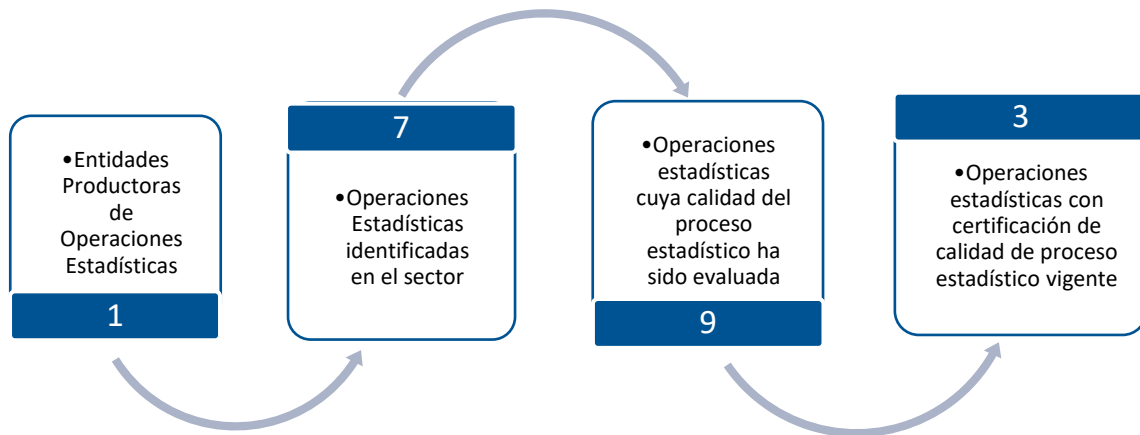 •Entidades
Productoras
de
Operaciones
Estadísticas
1
7
•Operaciones
Estadísticas
identificadas
en el sector
•Operaciones
estadísticas
cuya calidad del
proceso
estadístico ha
sido evaluada
9
3
•Operaciones
estadísticas con
certificación de
calidad de proceso
estadístico vigente